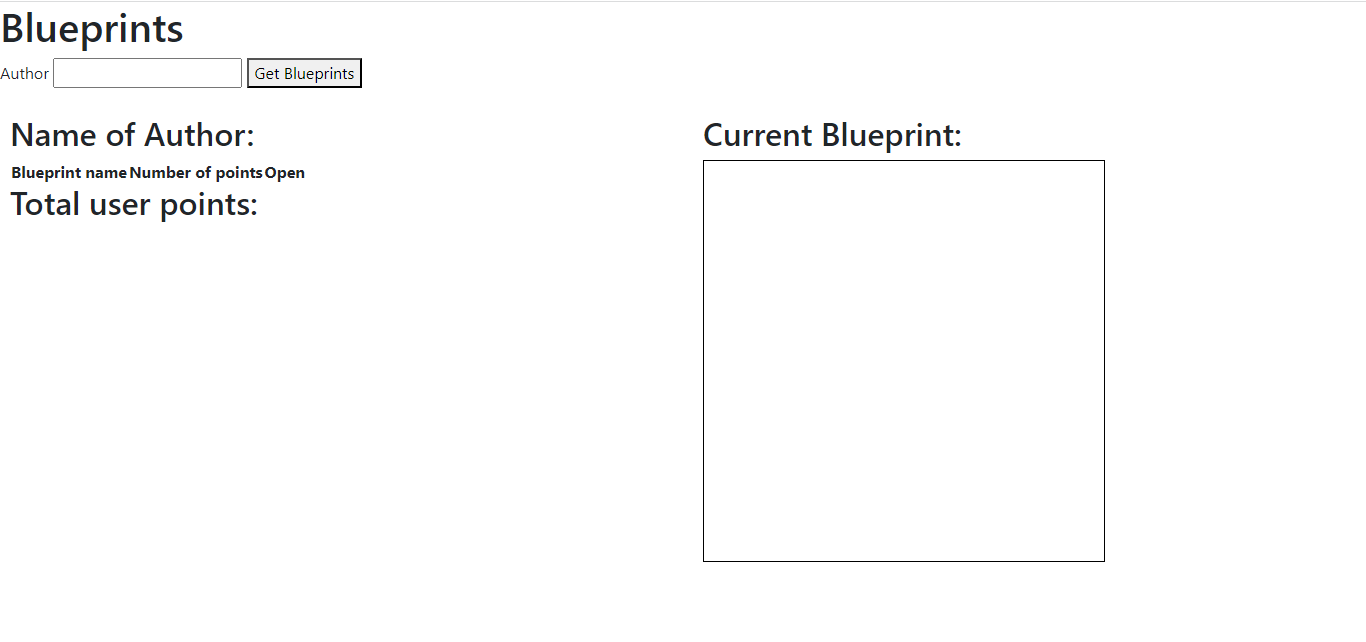 Blueprints
Author Get Blueprints
Name of Author:
Blueprint name Number of points Open
Total user points:
Current Blueprint: